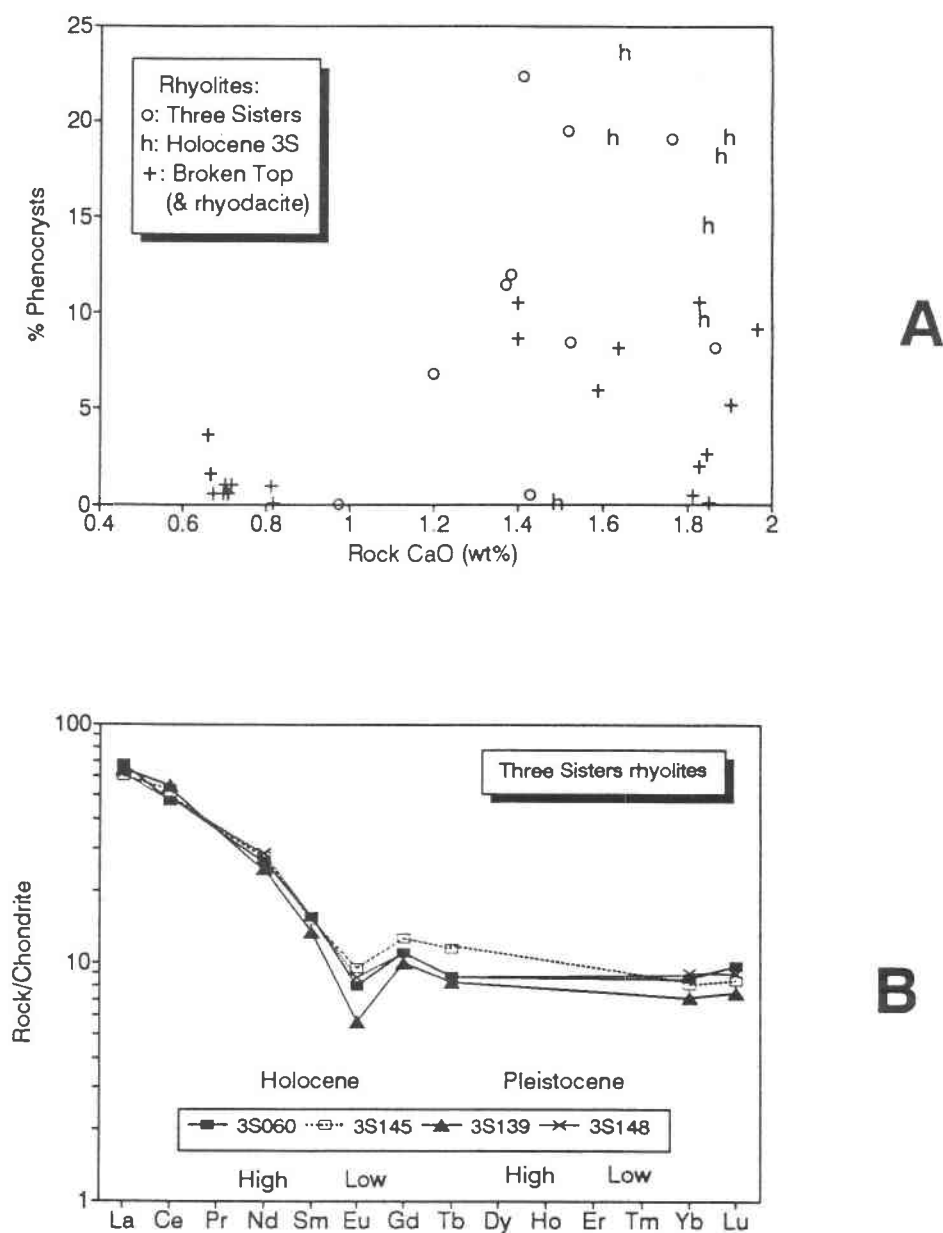 25
20
15
10
5
0
% Phenocrysts
Rhyolites:
o: Three Sisters
h: Holocene 3S
+: Broken Top
(& rhyodacite)
h
h
h
h
h
h
h
0.4 0.6 0.8 1 1.2 1.4 1.6 1.8 2
Rock CaO (wt%)
A
100
10
1
Rock/Chondrite
Three Sisters rhyolites
B
Holocene Pleistocene
3S060 3S145 3S139 3S148
High Low High Low
La Ce Pr Nd Sm Eu Gd Tb Dy Ho Er Tm Yb Lu